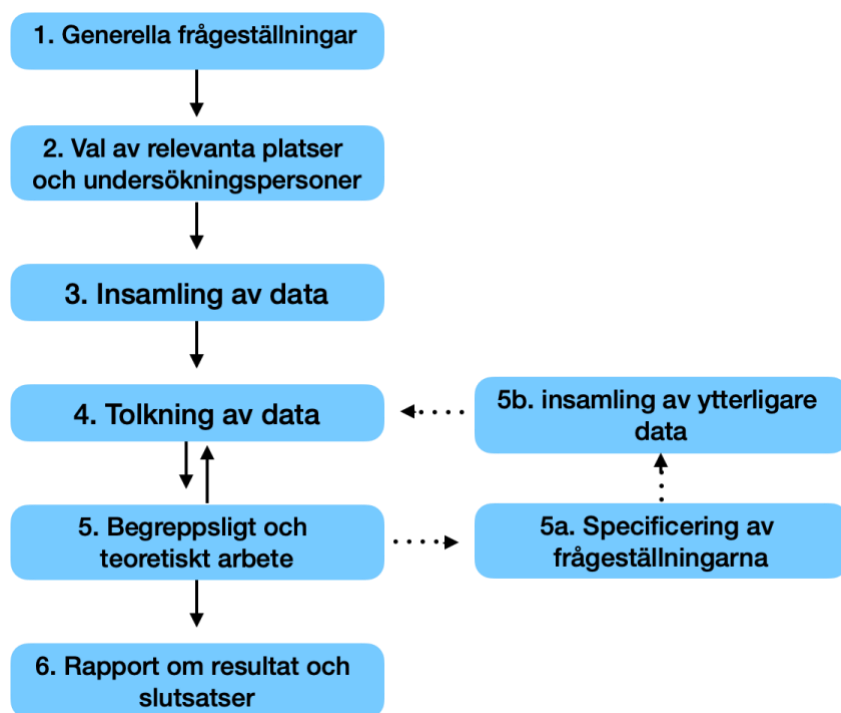 1. Generella frågeställningar
2. Val av relevanta platser
och undersökningspersoner
3. Insamling av data
4. Tolkning av data
5b. insamling av ytterligare
data
5. Begreppsligt och
teoretiskt arbete
5a. Specificering av
frågeställningarna
6. Rapport om resultat och
slutsatser